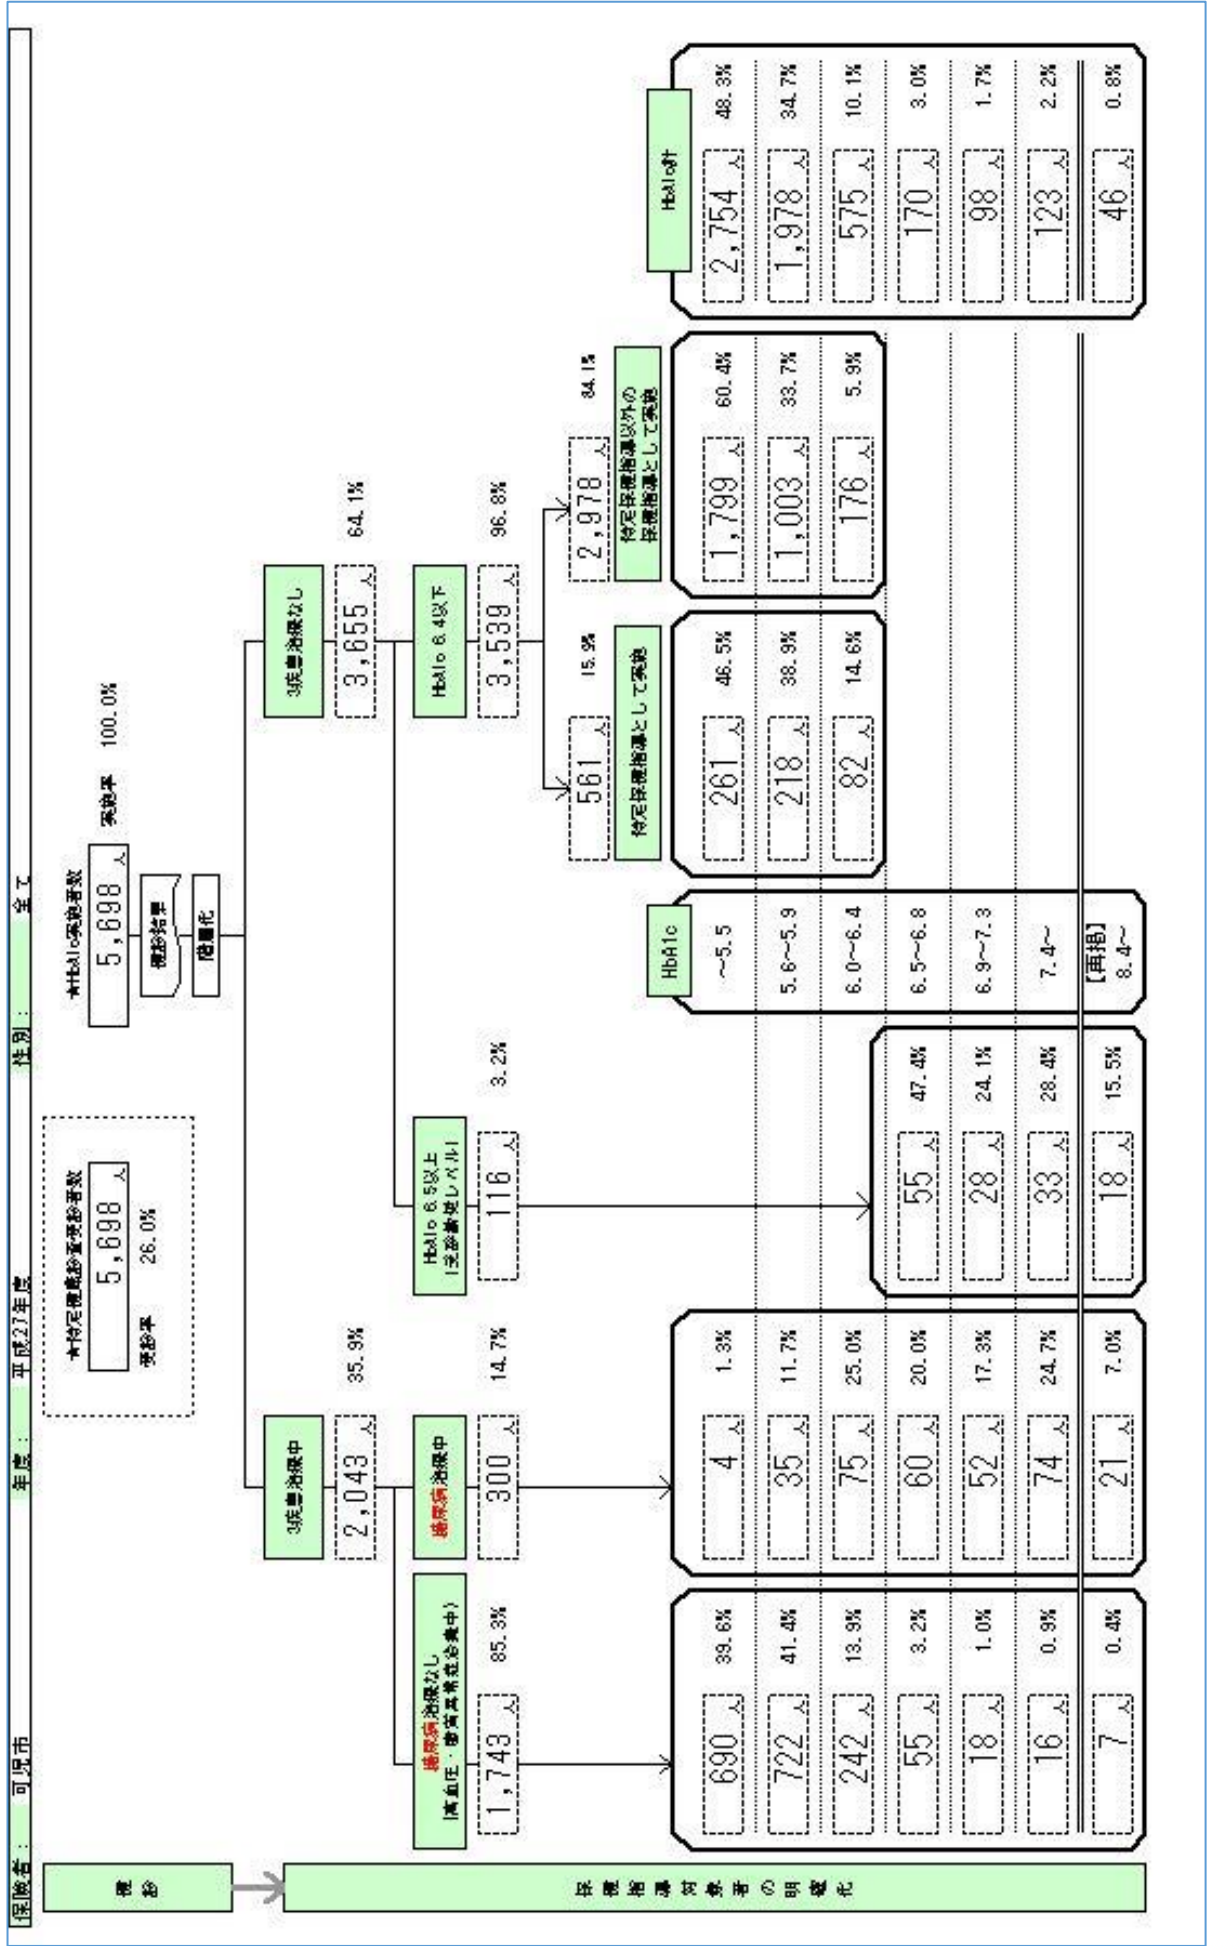 保険者： 可児市 年度： 平成27年度 性別： 全て
健診
保健指導対象者の明確化
★特定健康診査受診者数
5,698 人
受診率 26.0%
★HbA1c実施者数
5,698 人 実施率 100.0%
健診結果
階層化
3疾患治療中
2,043 人 35.9%
3疾患治療なし
3,655 人 64.1%
糖尿病治療なし
(高血圧・脂質異常症治療中)
1,743 人 85.3%
糖尿病治療中
300 人 14.7%
HbA1c 6.5以上
(受診勧奨レベル)
116 人 3.2%
HbA1c 6.4以下
3,539 人 96.8%
561 人 15.9%
特定保健指導として実施
2,978 人 84.1%
特定保健指導以外の
保健指導として実施
HbA1c
HbA1c計
690 人 39.6% 4 人 1.3% ～5.5 261 人 46.5% 1,799 人 60.4% 2,754 人 48.3%
722 人 41.4% 35 人 11.7% 5.6～5.9 218 人 38.9% 1,003 人 33.7% 1,978 人 34.7%
242 人 13.9% 75 人 25.0% 6.0～6.4 82 人 14.6% 176 人 5.9% 575 人 10.1%
55 人 3.2% 60 人 20.0% 55 人 47.4% 6.5～6.8 170 人 3.0%
18 人 1.0% 52 人 17.3% 28 人 24.1% 6.9～7.3 98 人 1.7%
16 人 0.9% 74 人 24.7% 33 人 28.4% 7.4～ 123 人 2.2%
【再掲】
7 人 0.4% 21 人 7.0% 18 人 15.5% 8.4～ 46 人 0.8%